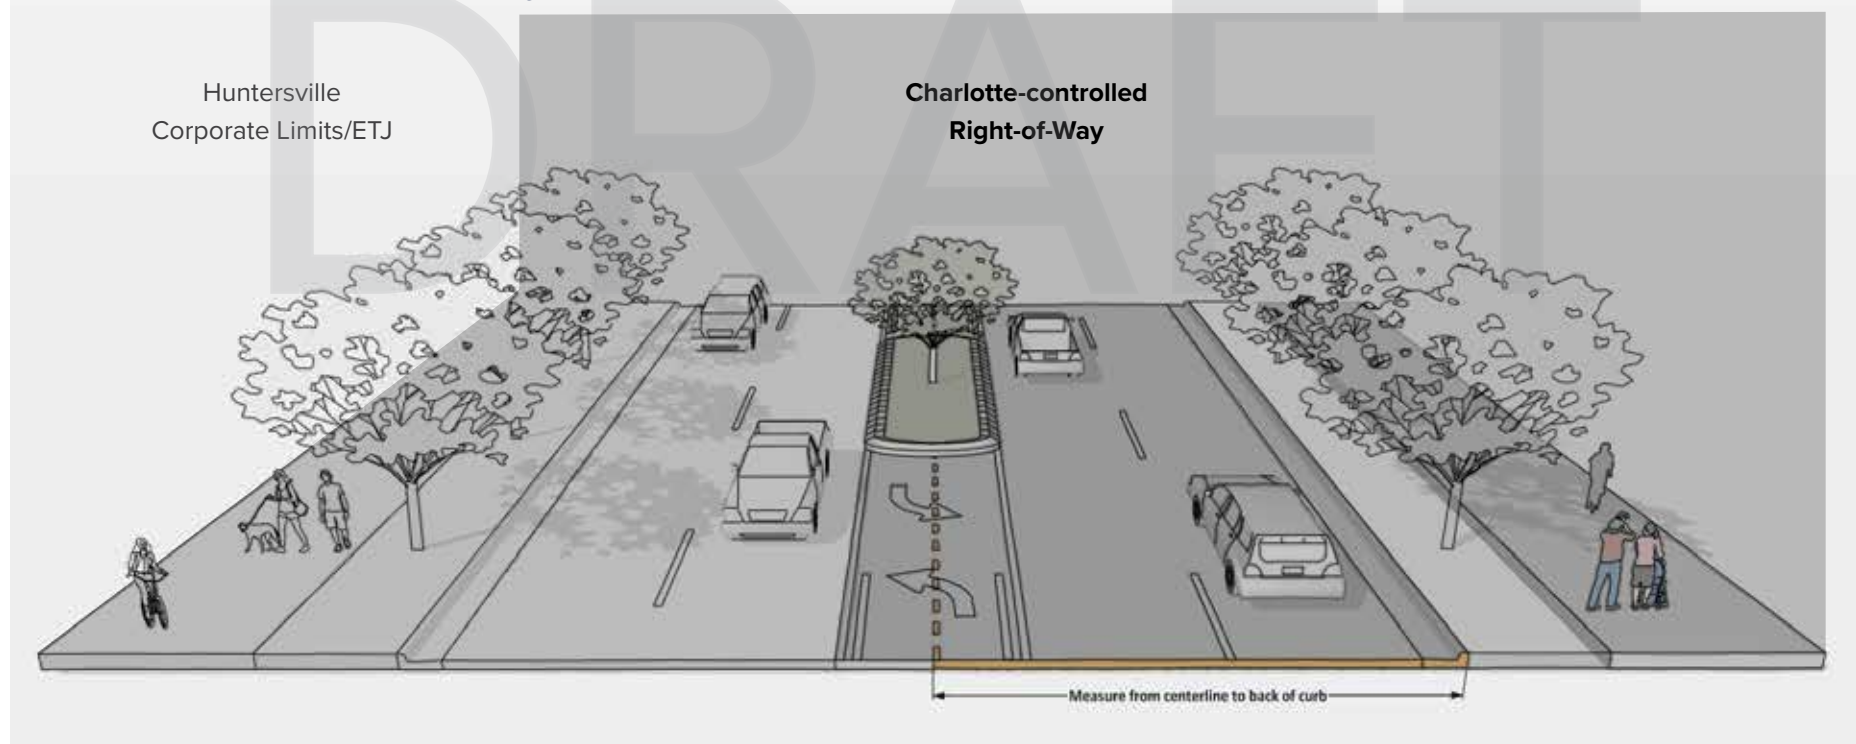 DRAFT
Huntersville
Corporate Limits/ETJ
Charlotte-controlled
Right-of-Way
Measure from centerline to back of curb